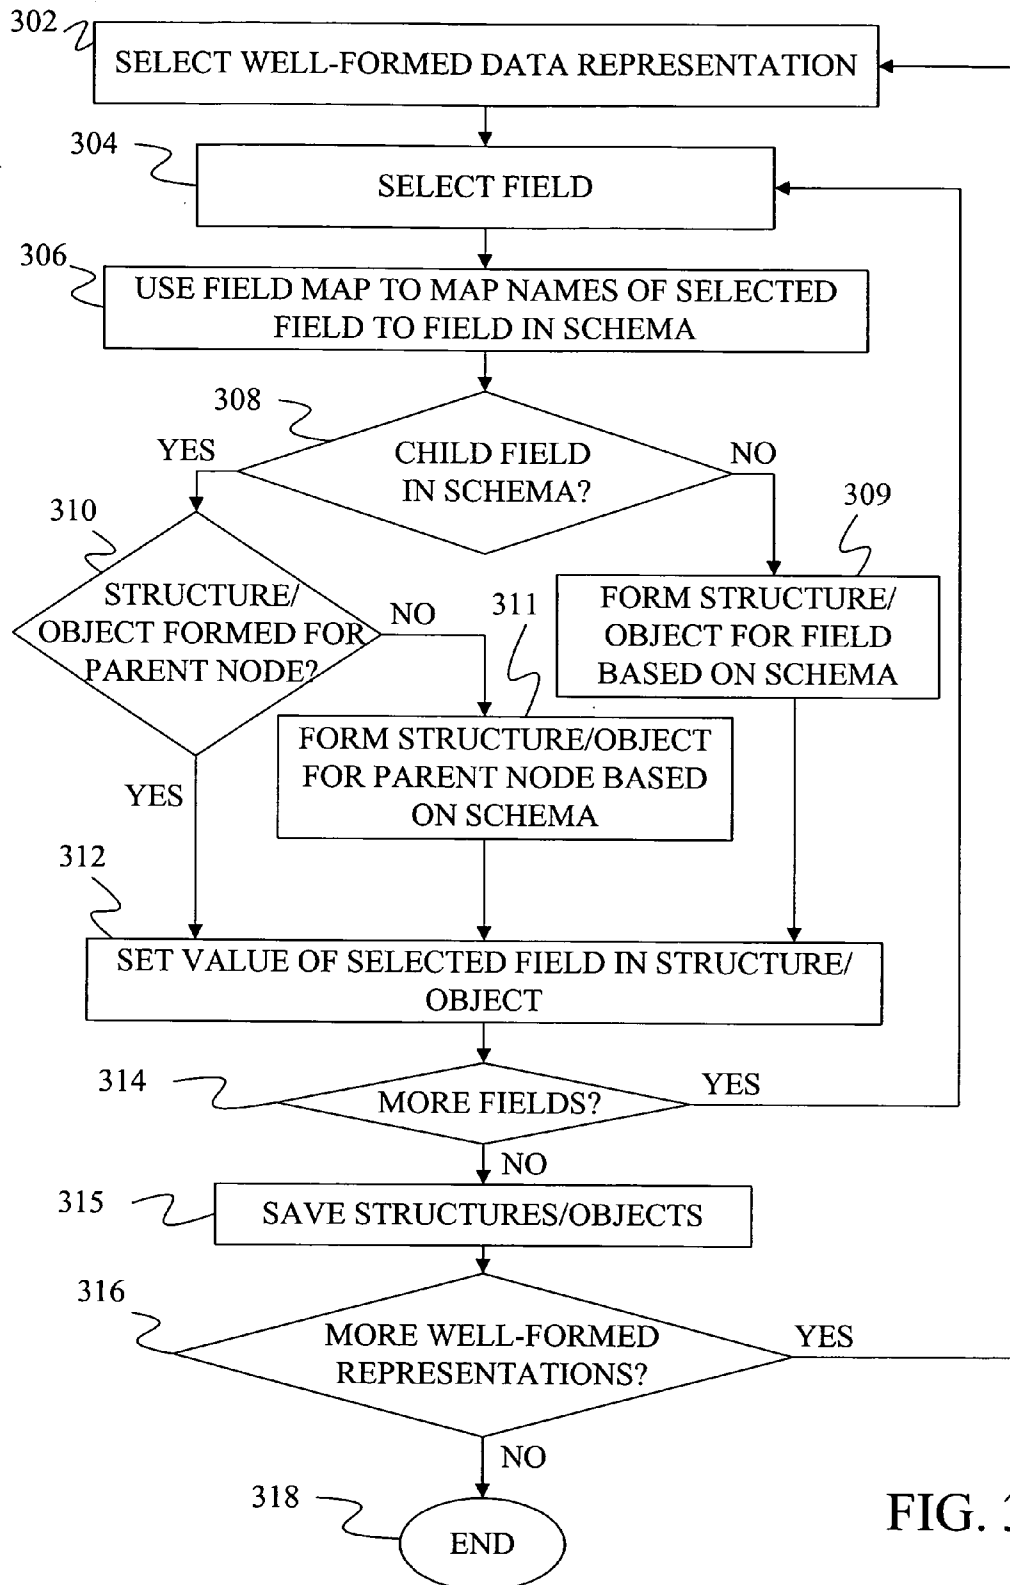 302
SELECT WELL-FORMED DATA REPRESENTATION
304
SELECT FIELD
306
USE FIELD MAP TO MAP NAMES OF SELECTED
FIELD TO FIELD IN SCHEMA
308
YES
CHILD FIELD
IN SCHEMA?
NO
310
309
STRUCTURE/
OBJECT FORMED FOR
PARENT NODE?
NO
311
FORM STRUCTURE/
OBJECT FOR FIELD
BASED ON SCHEMA
FORM STRUCTURE/OBJECT
FOR PARENT NODE BASED
ON SCHEMA
YES
312
SET VALUE OF SELECTED FIELD IN STRUCTURE/
OBJECT
314
MORE FIELDS?
YES
NO
315
SAVE STRUCTURES/OBJECTS
316
MORE WELL-FORMED
REPRESENTATIONS?
YES
NO
318
END
FIG. 3